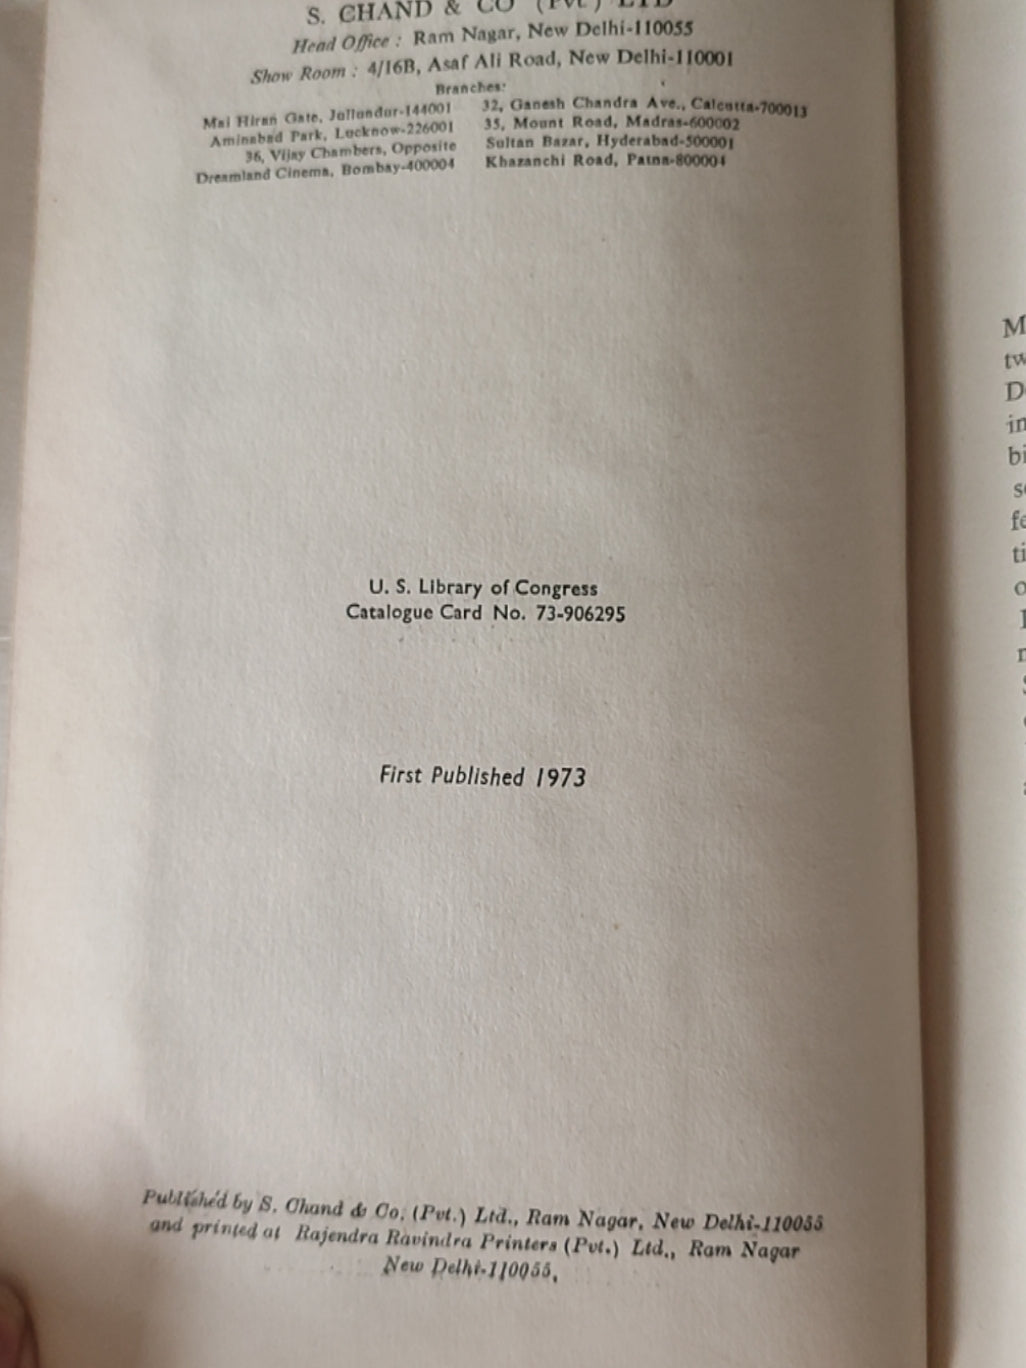 S. CHAND & CO (Pvt) LTD
Head Office : Ram Nagar, New Delhi-110055
Show Room : 4/16B, Asaf Ali Road, New Delhi-110001
Branches:
Mai Hiran Gate, Jullundur-144001
Aminabad Park, Lucknow-226001
36, Vijay Chambers, Opposite
Dreamland Cinema, Bombay-400004
32, Ganesh Chandra Ave., Calcutta-700013
35, Mount Road, Madras-600002
Sultan Bazar, Hyderabad-500001
Khazanchi Road, Patna-800004
U. S. Library of Congress
Catalogue Card No. 73-906295
First Published 1973
Published by S. Chand & Co. (Pvt.) Ltd., Ram Nagar, New Delhi-110055
and printed at Rajendra Ravindra Printers (Pvt.) Ltd., Ram Nagar
New Delhi-110055.